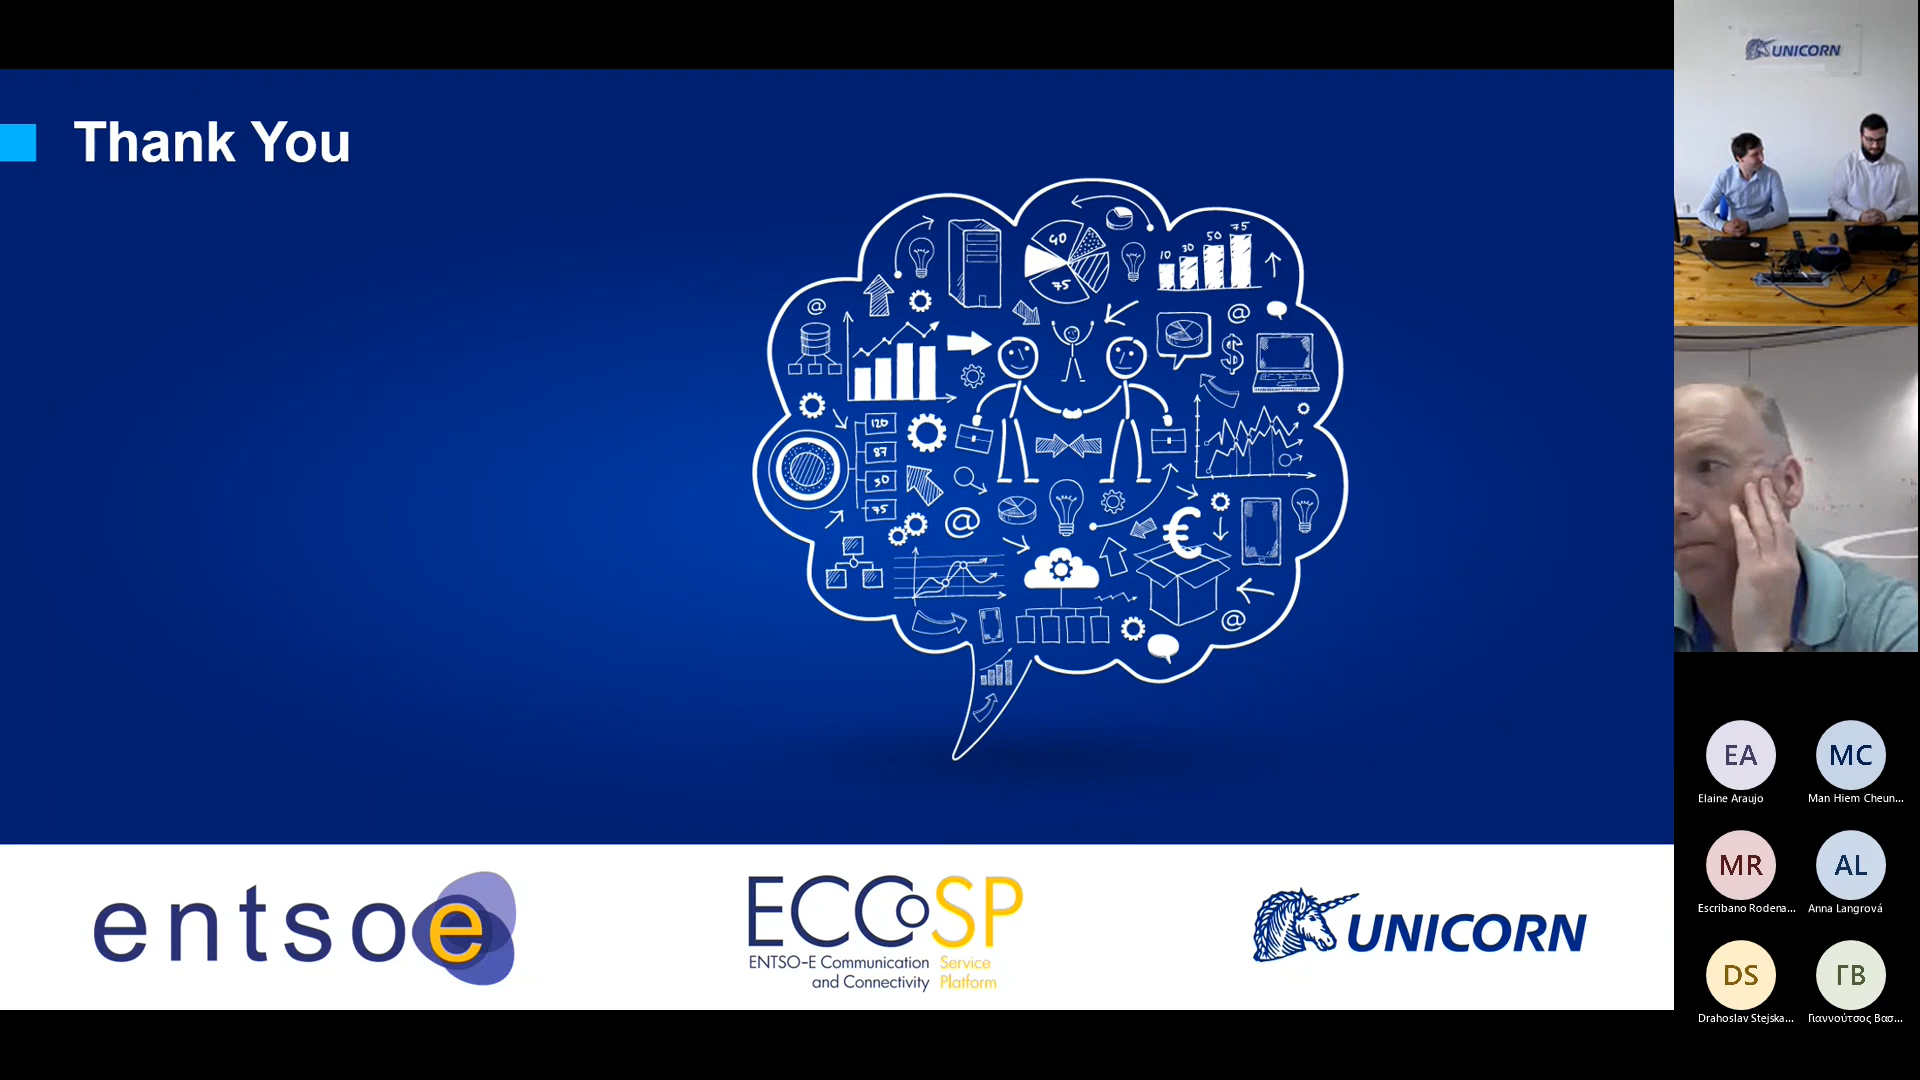 Thank You
40
75
10
30
50
75
@
@
$
120
87
30
75
@
€
@
entsoe
ECCoSP
ENTSO-E Communication
and Connectivity
Service
Platform
UNICORN
UNICORN
EA
MC
Elaine Araujo
Man Hiem Cheun...
MR
AL
Escribano Rodena...
Anna Langrová
DS
ΓΒ
Drahoslav Stejska...
Γιαννούτσος Βασ...